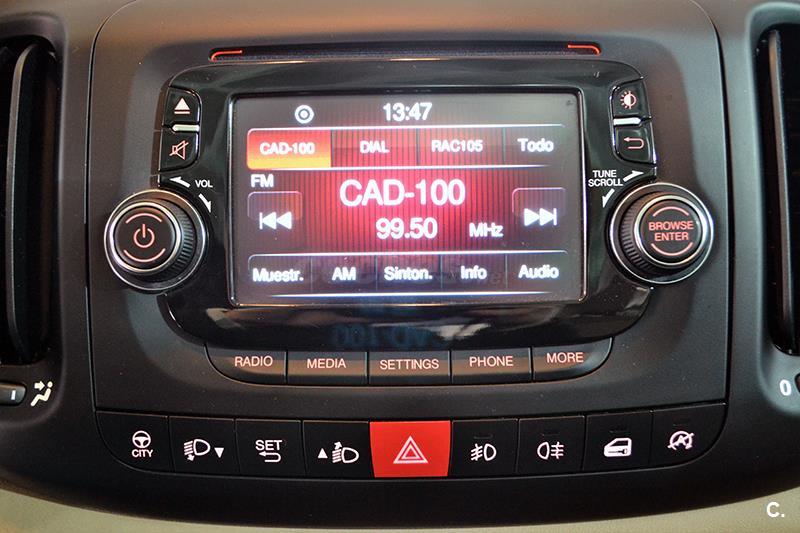 13:47
CAD-100 DIAL RAC105 Todo
FM
CAD-100
99.50 MHz
Muestr. AM Sinton. Info Audio
VOL
TUNE
SCROLL
BROWSE
ENTER
RADIO MEDIA SETTINGS PHONE MORE
CITY
SET
0
C.